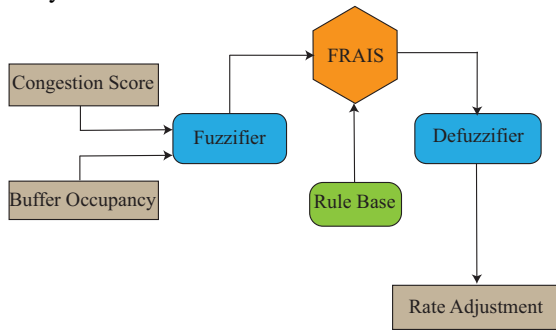 FRAIS
Congestion Score
Fuzzifier
Defuzzifier
Buffer Occupancy
Rule Base
Rate Adjustment